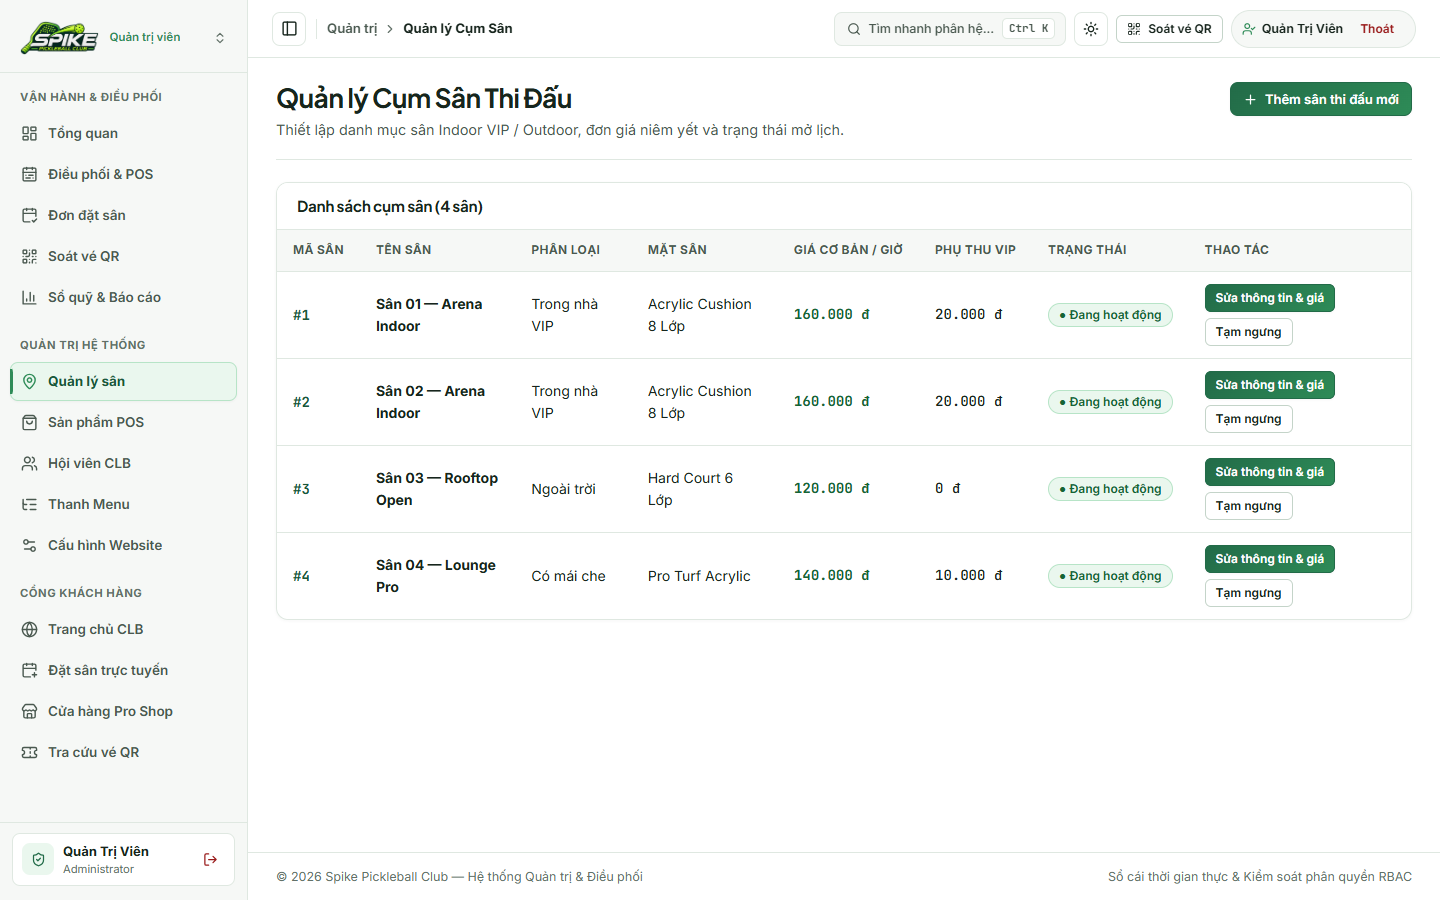 SPIKE
PICKLEBALL CLUB
Quản trị viên
VẬN HÀNH & ĐIỀU PHỐI
Tổng quan
Điều phối & POS
Đơn đặt sân
Soát vé QR
Sổ quỹ & Báo cáo
QUẢN TRỊ HỆ THỐNG
Quản lý sân
Sản phẩm POS
Hội viên CLB
Thanh Menu
Cấu hình Website
CỔNG KHÁCH HÀNG
Trang chủ CLB
Đặt sân trực tuyến
Cửa hàng Pro Shop
Tra cứu vé QR
Quản Trị Viên
Administrator
Quản trị > Quản lý Cụm Sân
Tìm nhanh phân hệ... Ctrl K
Soát vé QR
Quản Trị Viên Thoát
Quản lý Cụm Sân Thi Đấu
Thiết lập danh mục sân Indoor VIP / Outdoor, đơn giá niêm yết và trạng thái mở lịch.
+ Thêm sân thi đấu mới
Danh sách cụm sân (4 sân)
MÃ SÂN TÊN SÂN PHÂN LOẠI MẶT SÂN GIÁ CƠ BẢN / GIỜ PHỤ THU VIP TRẠNG THÁI THAO TÁC
#1 Sân 01 — Arena Indoor Trong nhà VIP Acrylic Cushion 8 Lớp 160.000 đ 20.000 đ ● Đang hoạt động Sửa thông tin & giá Tạm ngưng
#2 Sân 02 — Arena Indoor Trong nhà VIP Acrylic Cushion 8 Lớp 160.000 đ 20.000 đ ● Đang hoạt động Sửa thông tin & giá Tạm ngưng
#3 Sân 03 — Rooftop Open Ngoài trời Hard Court 6 Lớp 120.000 đ 0 đ ● Đang hoạt động Sửa thông tin & giá Tạm ngưng
#4 Sân 04 — Lounge Pro Có mái che Pro Turf Acrylic 140.000 đ 10.000 đ ● Đang hoạt động Sửa thông tin & giá Tạm ngưng
© 2026 Spike Pickleball Club — Hệ thống Quản trị & Điều phối
Sổ cái thời gian thực & Kiểm soát phân quyền RBAC